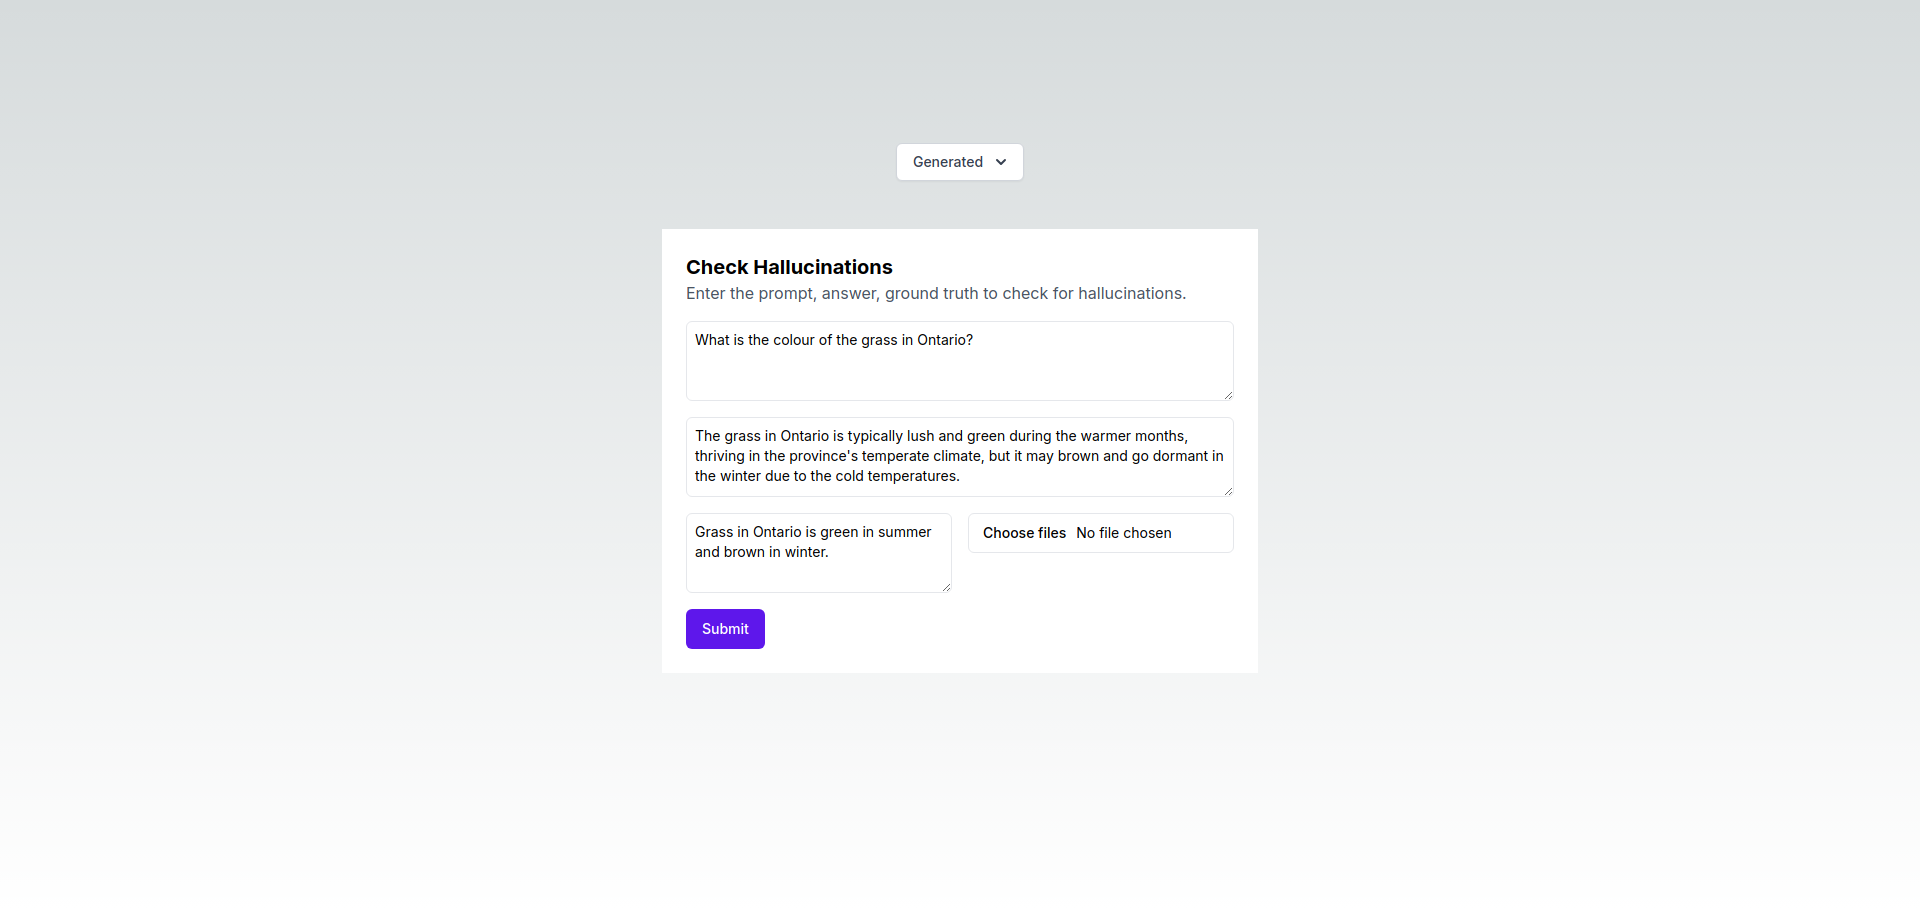 Generated
Check Hallucinations
Enter the prompt, answer, ground truth to check for hallucinations.
What is the colour of the grass in Ontario?
The grass in Ontario is typically lush and green during the warmer months,
thriving in the province's temperate climate, but it may brown and go dormant in
the winter due to the cold temperatures.
Grass in Ontario is green in summer
and brown in winter.
Choose files No file chosen
Submit